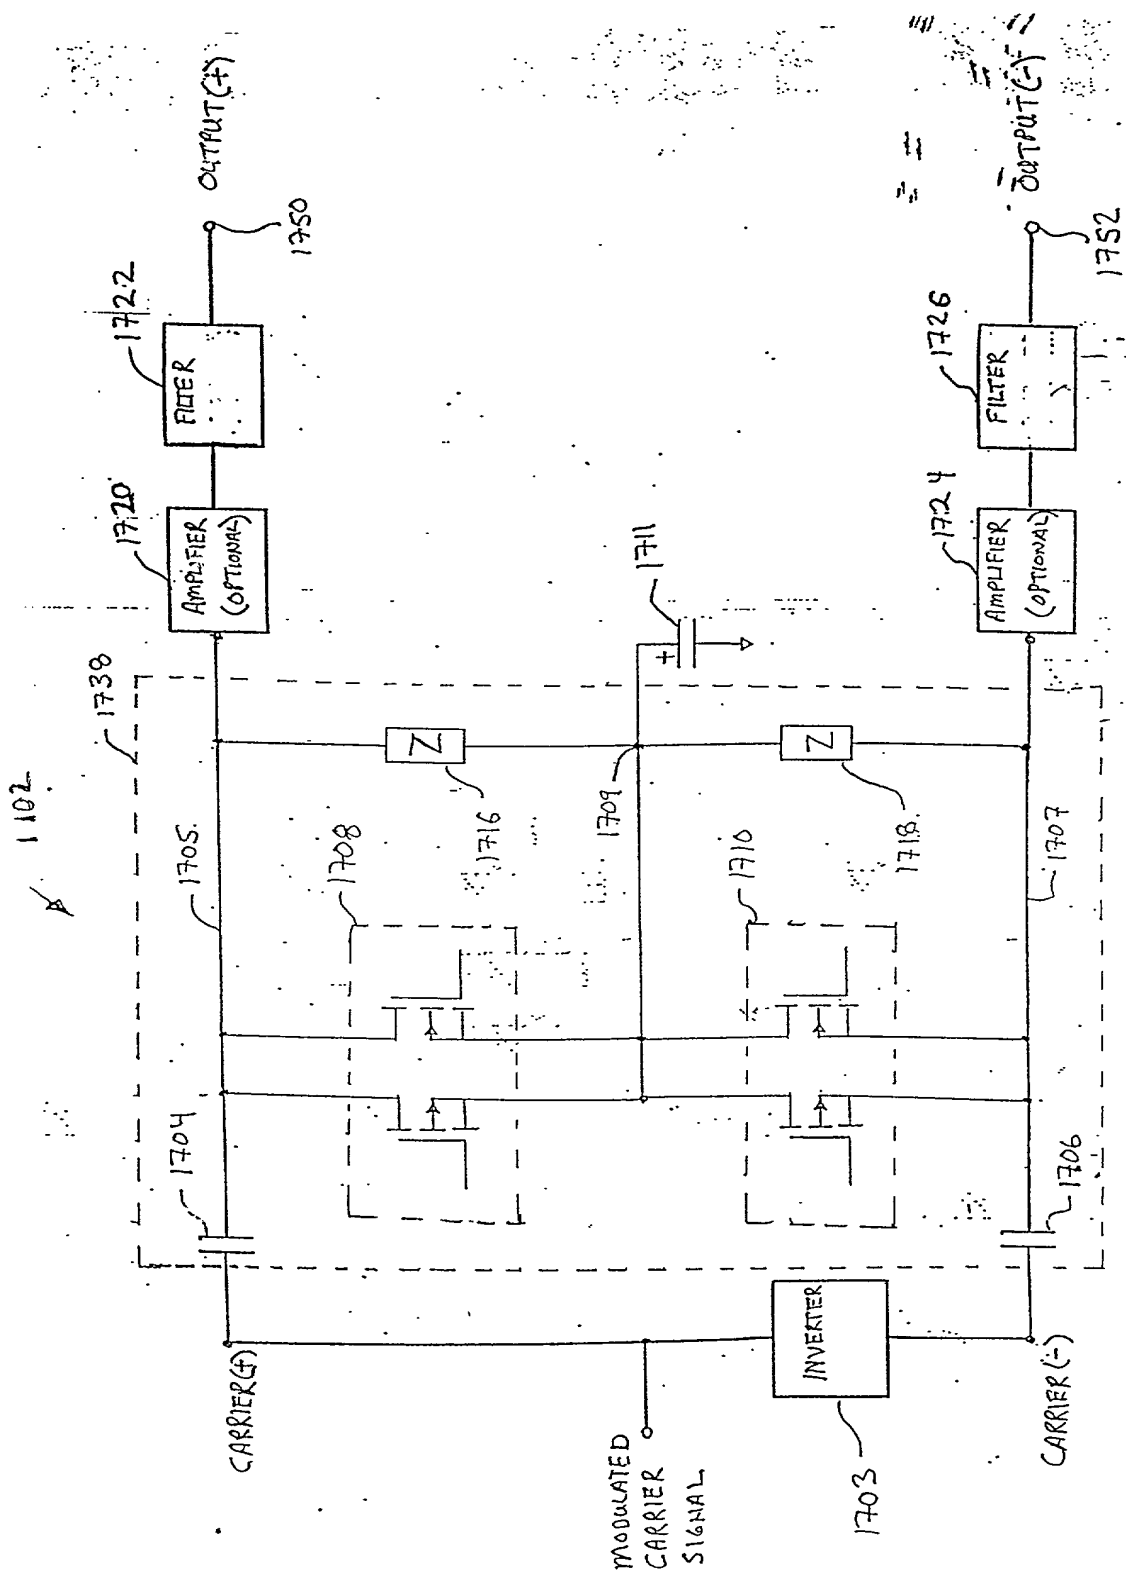 1102
1738
CARRIER(+)
1704
1705
AMPLIFIER
(OPTIONAL)
1720
FILTER
1722
1750
OUTPUT(+)
1708
Z
1716
MODULATED
CARRIER
SIGNAL
1709
+
1711
1710
Z
1718
INVERTER
1703
CARRIER(-)
1706
1707
AMPLIFIER
(OPTIONAL)
1724
FILTER
1726
1752
OUTPUT(-)